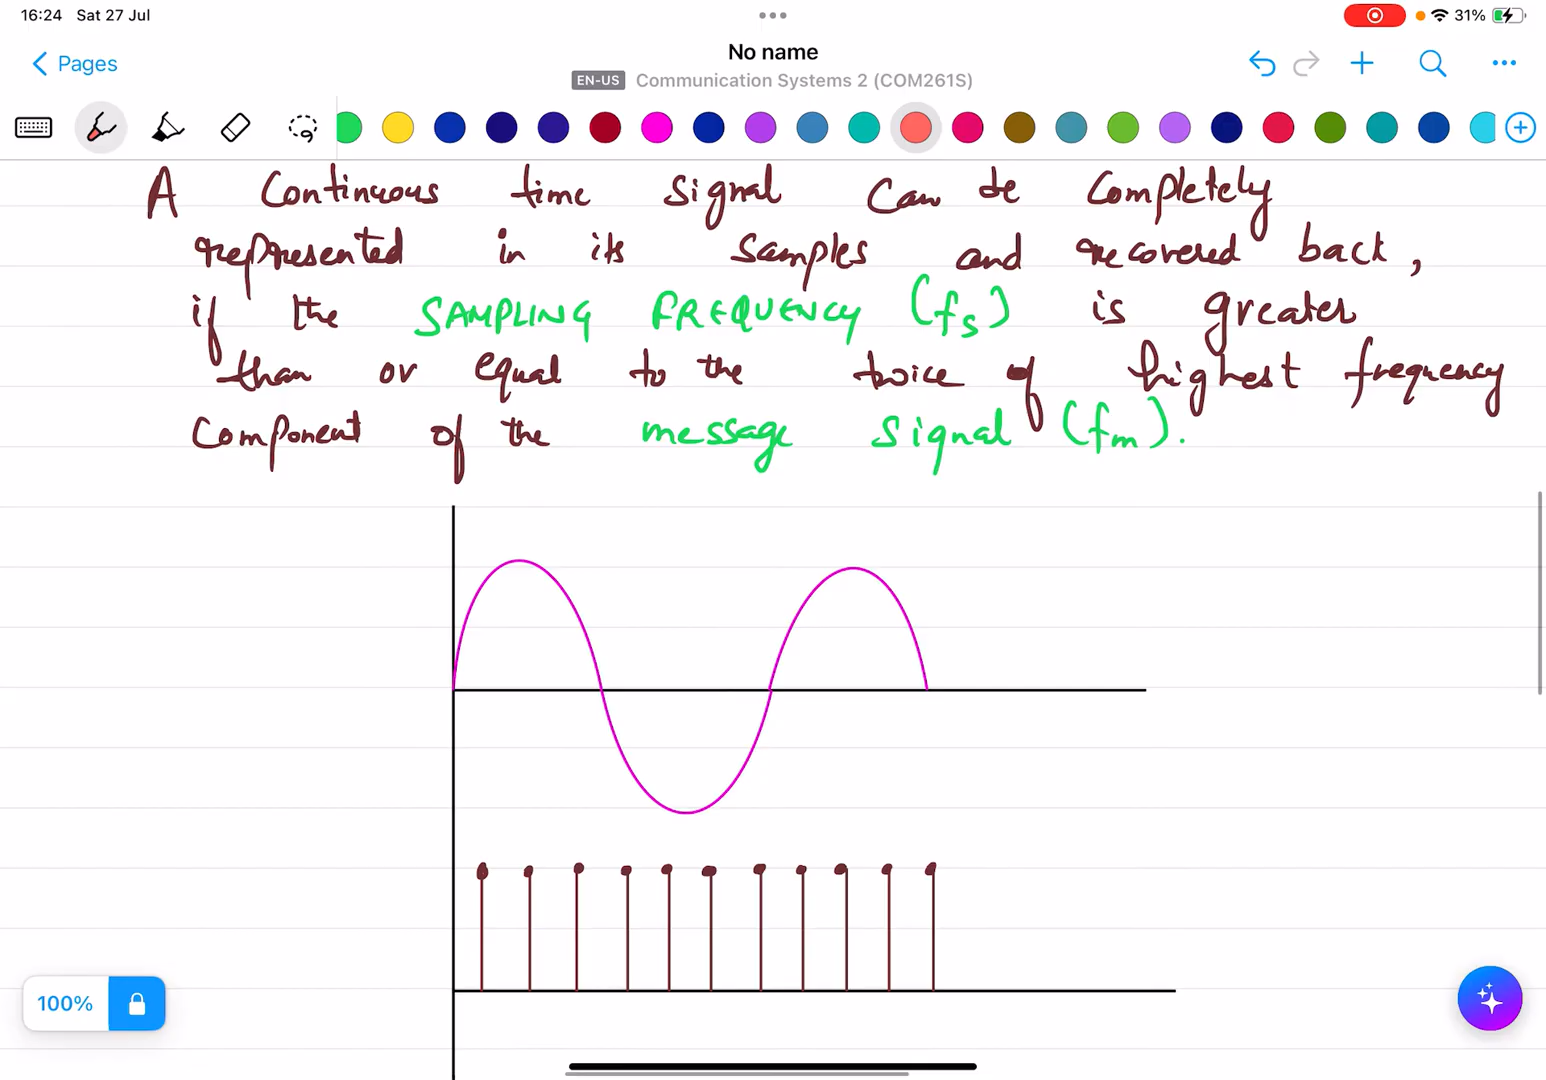 16:24 Sat 27 Jul
31%
Pages
No name
EN-US Communication Systems 2 (COM261S)
A Continuous time signal can be completely
represented in its samples and recovered back,
if the SAMPLING FREQUENCY (fs) is greater
than or equal to the twice of highest frequency
component of the message signal (fm).
100%